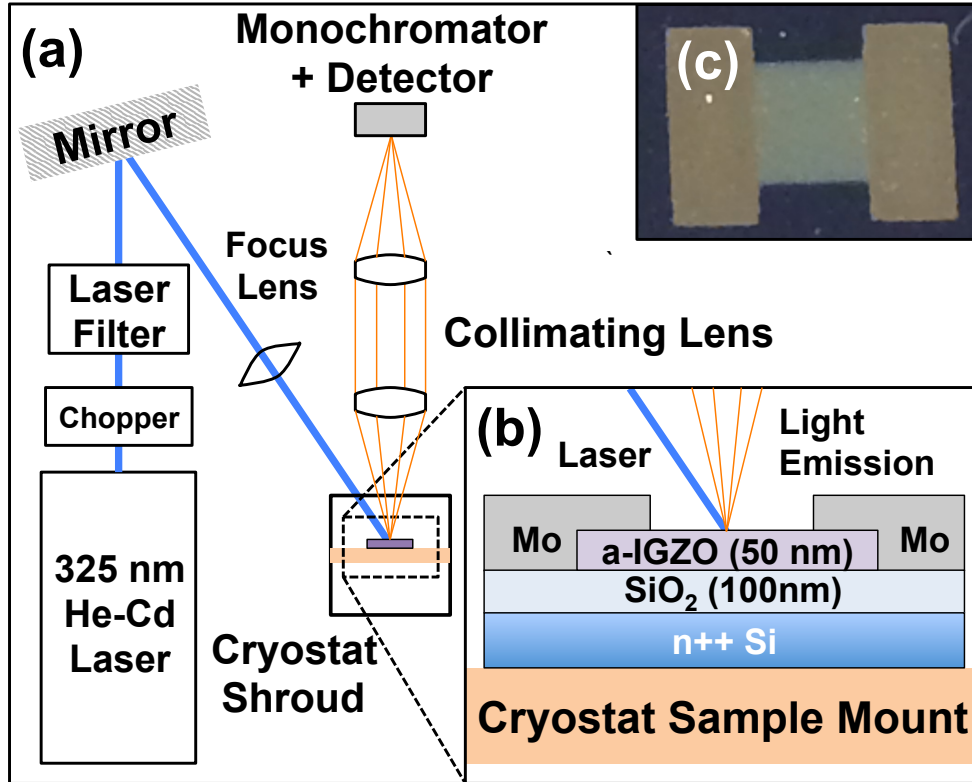 (a)
Monochromator
+ Detector
Mirror
Focus
Lens
Laser
Filter
Collimating Lens
Chopper
325 nm
He-Cd
Laser
Cryostat
Shroud
(c)
(b)
Laser
Light
Emission
Mo
a-IGZO (50 nm)
Mo
SiO₂ (100nm)
n++ Si
Cryostat Sample Mount